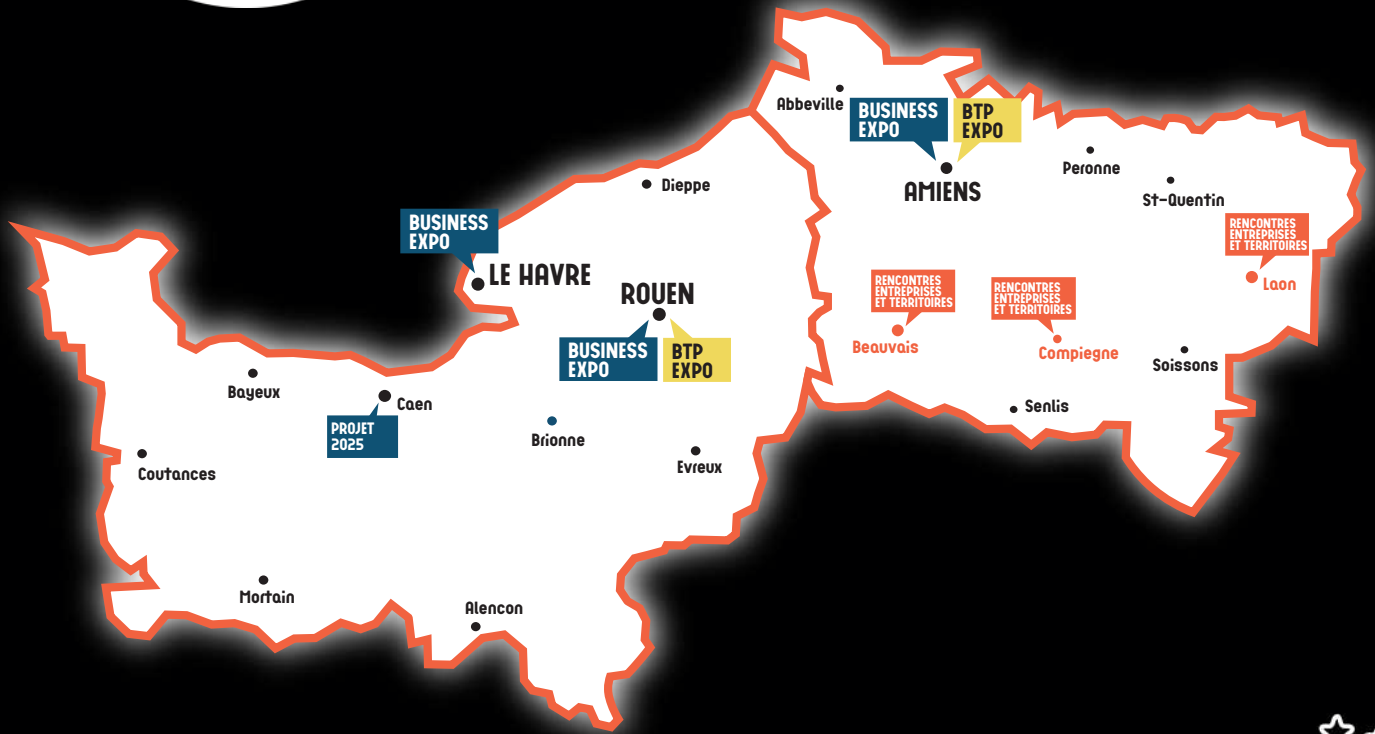 Abbeville
BUSINESS
EXPO
BTP
EXPO
AMIENS
Peronne
St-Quentin
Dieppe
BUSINESS
EXPO
LE HAVRE
ROUEN
BUSINESS
EXPO
BTP
EXPO
RENCONTRES
ENTREPRISES
ET TERRITOIRES
Laon
RENCONTRES
ENTREPRISES
ET TERRITOIRES
Beauvais
RENCONTRES
ENTREPRISES
ET TERRITOIRES
Compiegne
Soissons
Bayeux
Caen
PROJET
2025
Brionne
Senlis
Coutances
Evreux
Mortain
Alencon